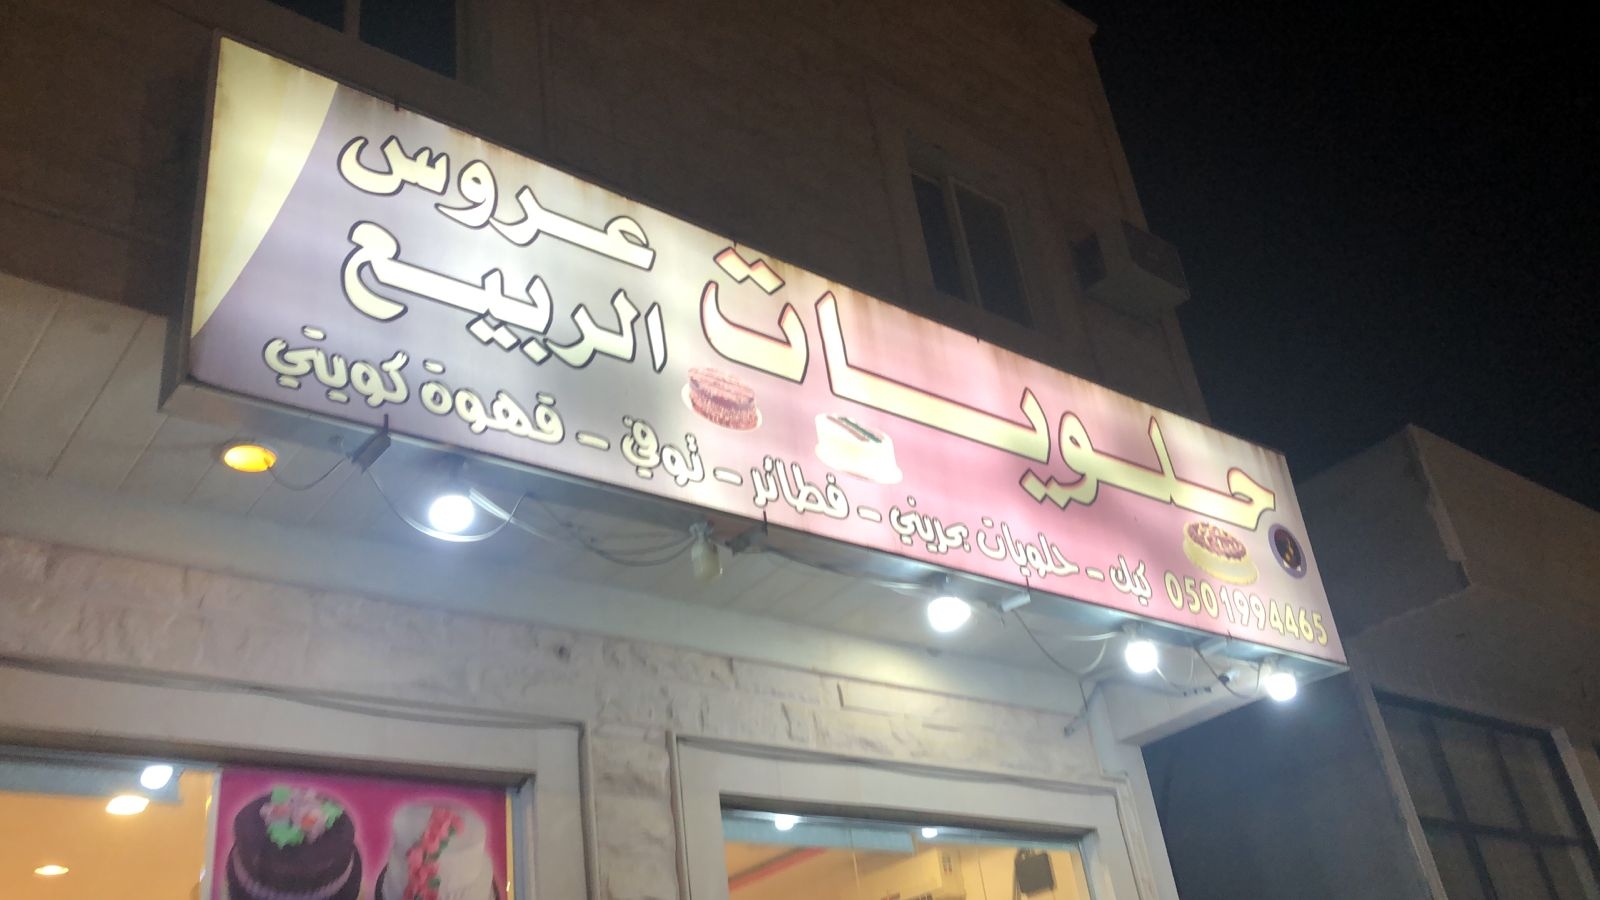 حلويات
عروس
الربيع
0501994465 كيك - حلويات بحريني - فطائر - توفي - قهوة كويتي